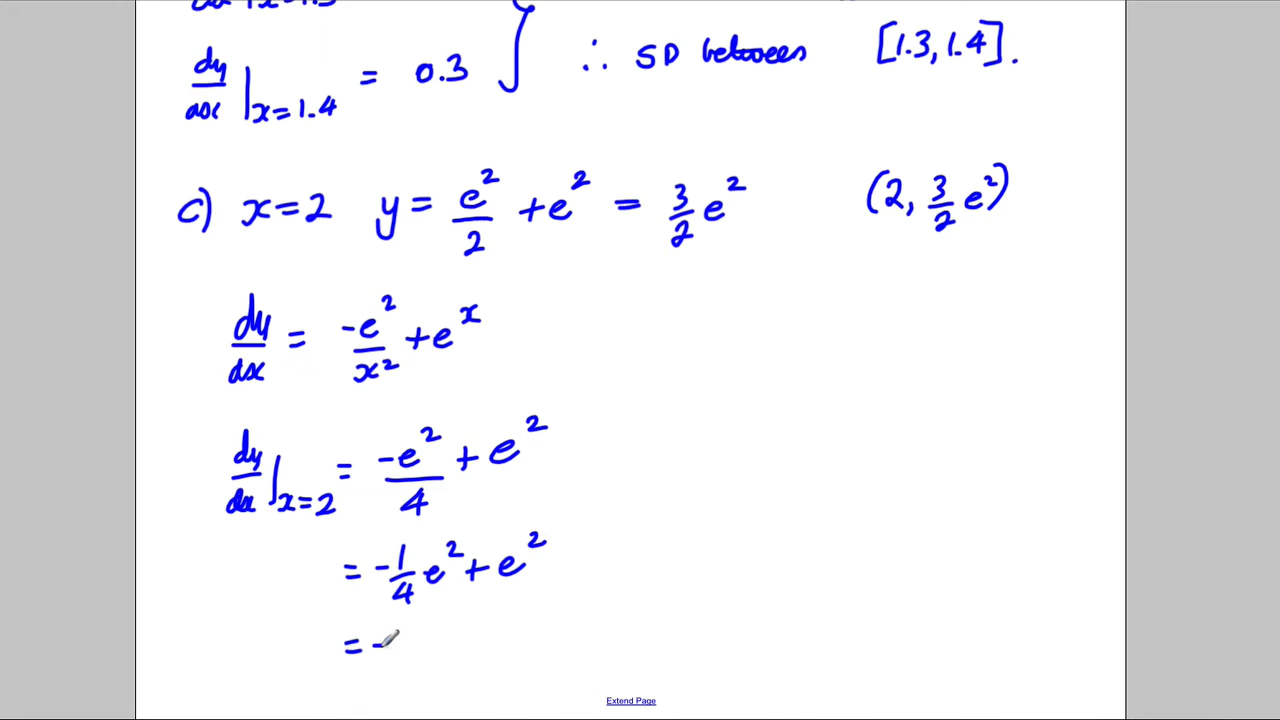 dy/dx |x=1.4 = 0.3 } ∴ SP between [1.3, 1.4].
c) x=2 y = e²/2 + e² = 3/2 e² (2, 3/2 e²)
dy/dx = -e²/x² + eˣ
dy/dx |x=2 = -e²/4 + e²
= -1/4 e² + e²
= -
Extend Page